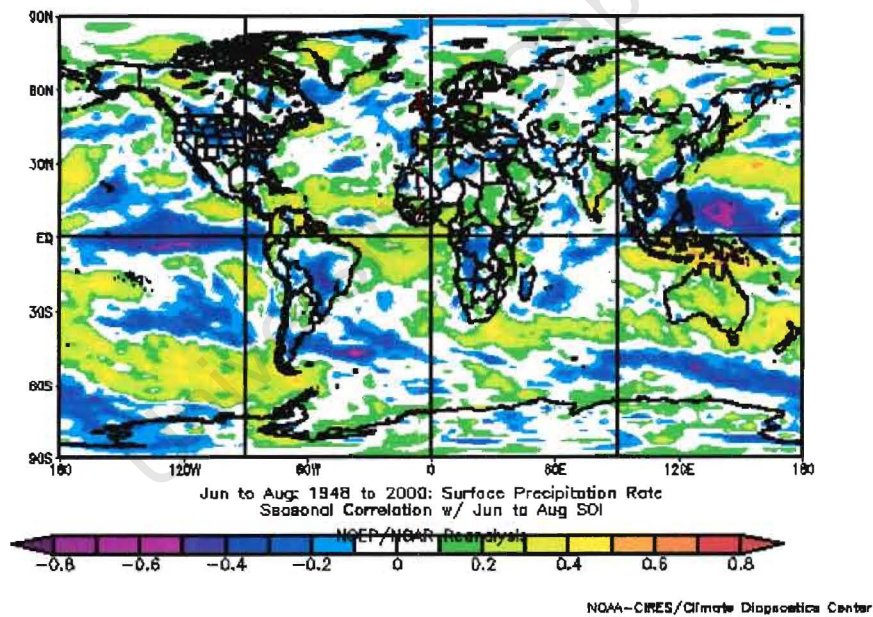 90N
60N
30N
EQ
30S
60S
90S
180 120W 60W 0 60E 120E 180
Jun to Aug: 1948 to 2000: Surface Precipitation Rate
Seasonal Correlation w/ Jun to Aug SOI
NCEP/NCAR Reanalysis
-0.8 -0.6 -0.4 -0.2 0 0.2 0.4 0.6 0.8
NOAA-CIRES/Climate Diagnostics Center